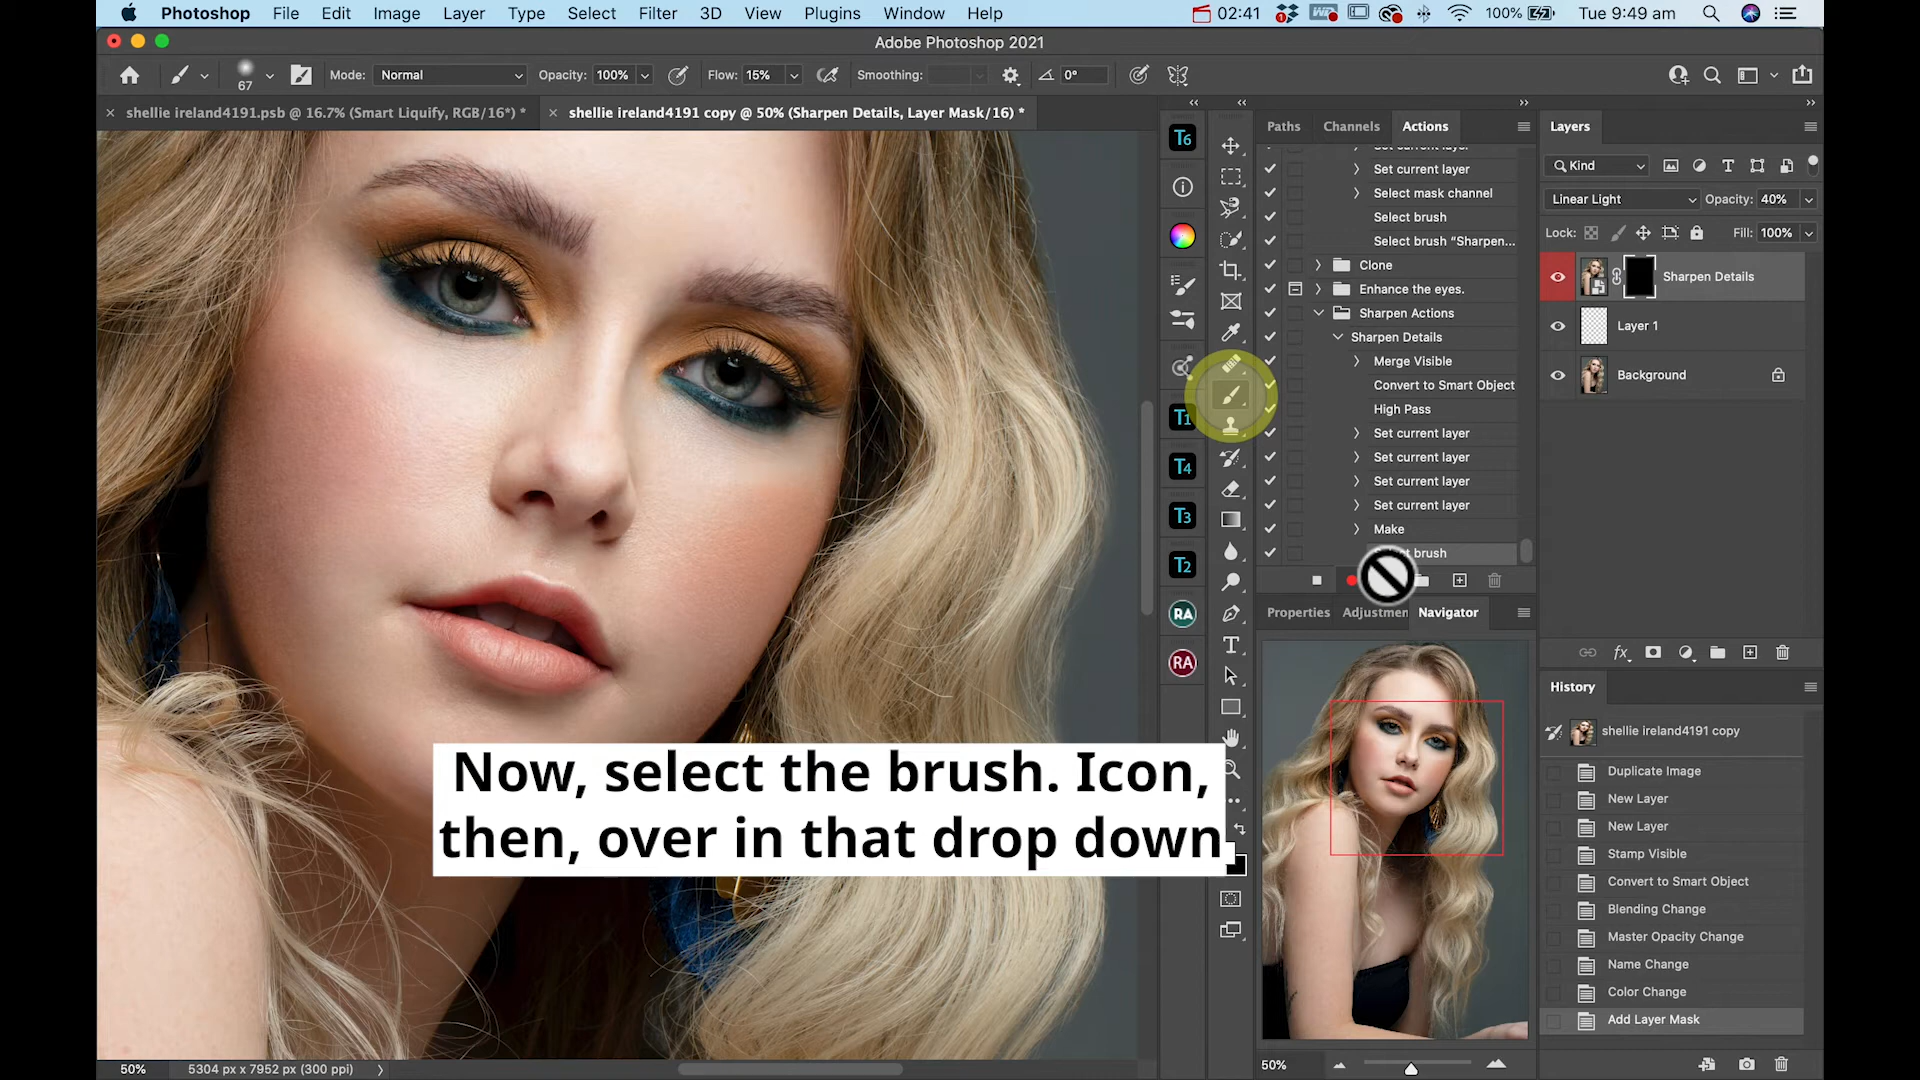 Photoshop File Edit Image Layer Type Select Filter 3D View Plugins Window Help 02:41 100% Tue 9:49 am
Adobe Photoshop 2021
67 Mode: Normal Opacity: 100% Flow: 15% Smoothing: 0°
shellie ireland4191.psb @ 16.7% (Smart Liquify, RGB/16*) *
shellie ireland4191 copy @ 50% (Sharpen Details, Layer Mask/16) *
T6
T1
T4
T3
T2
RA
RA
Paths Channels Actions
Set current layer
Set current layer
Select mask channel
Select brush
Select brush “Sharpen...
Clone
Enhance the eyes.
Sharpen Actions
Sharpen Details
Merge Visible
Convert to Smart Object
High Pass
Set current layer
Set current layer
Set current layer
Set current layer
Make
brush
Properties Adjustmen Navigator
50%
Layers
Kind
Linear Light Opacity: 40%
Lock: Fill: 100%
Sharpen Details
Layer 1
Background
fx
History
shellie ireland4191 copy
Duplicate Image
New Layer
New Layer
Stamp Visible
Convert to Smart Object
Blending Change
Master Opacity Change
Name Change
Color Change
Add Layer Mask
Now, select the brush. Icon,
then, over in that drop down
50% 5304 px x 7952 px (300 ppi)